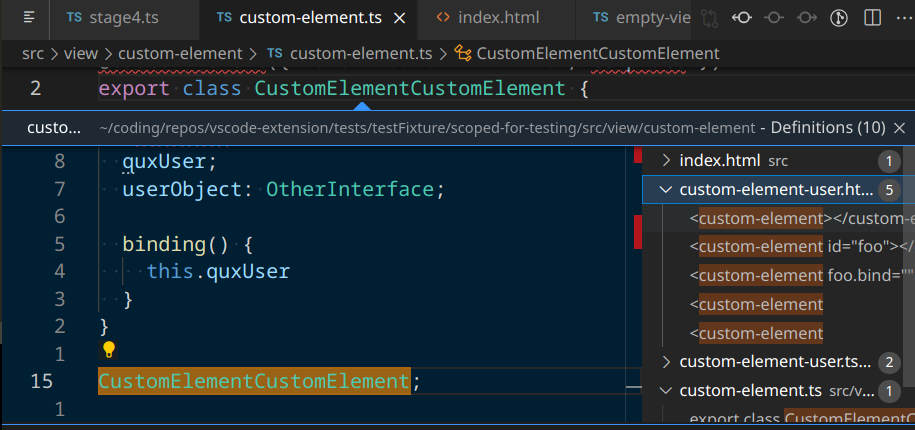 TS stage4.ts TS custom-element.ts <> index.html TS empty-vie
src > view > custom-element > TS custom-element.ts > CustomElementCustomElement
2 export class CustomElementCustomElement {
custo... ~/coding/repos/vscode-extension/tests/testFixture/scoped-for-testing/src/view/custom-element - Definitions (10)
8 quxUser;
7 userObject: OtherInterface;
6
5 binding() {
4 this.quxUser
3 }
2 }
1
15 CustomElementCustomElement;
1
index.html src 1
custom-element-user.ht... 5
<custom-element></custom-e
<custom-element id="foo"></
<custom-element foo.bind=""
<custom-element
<custom-element
custom-element-user.ts... 2
custom-element.ts src/v... 1
export class CustomElementC